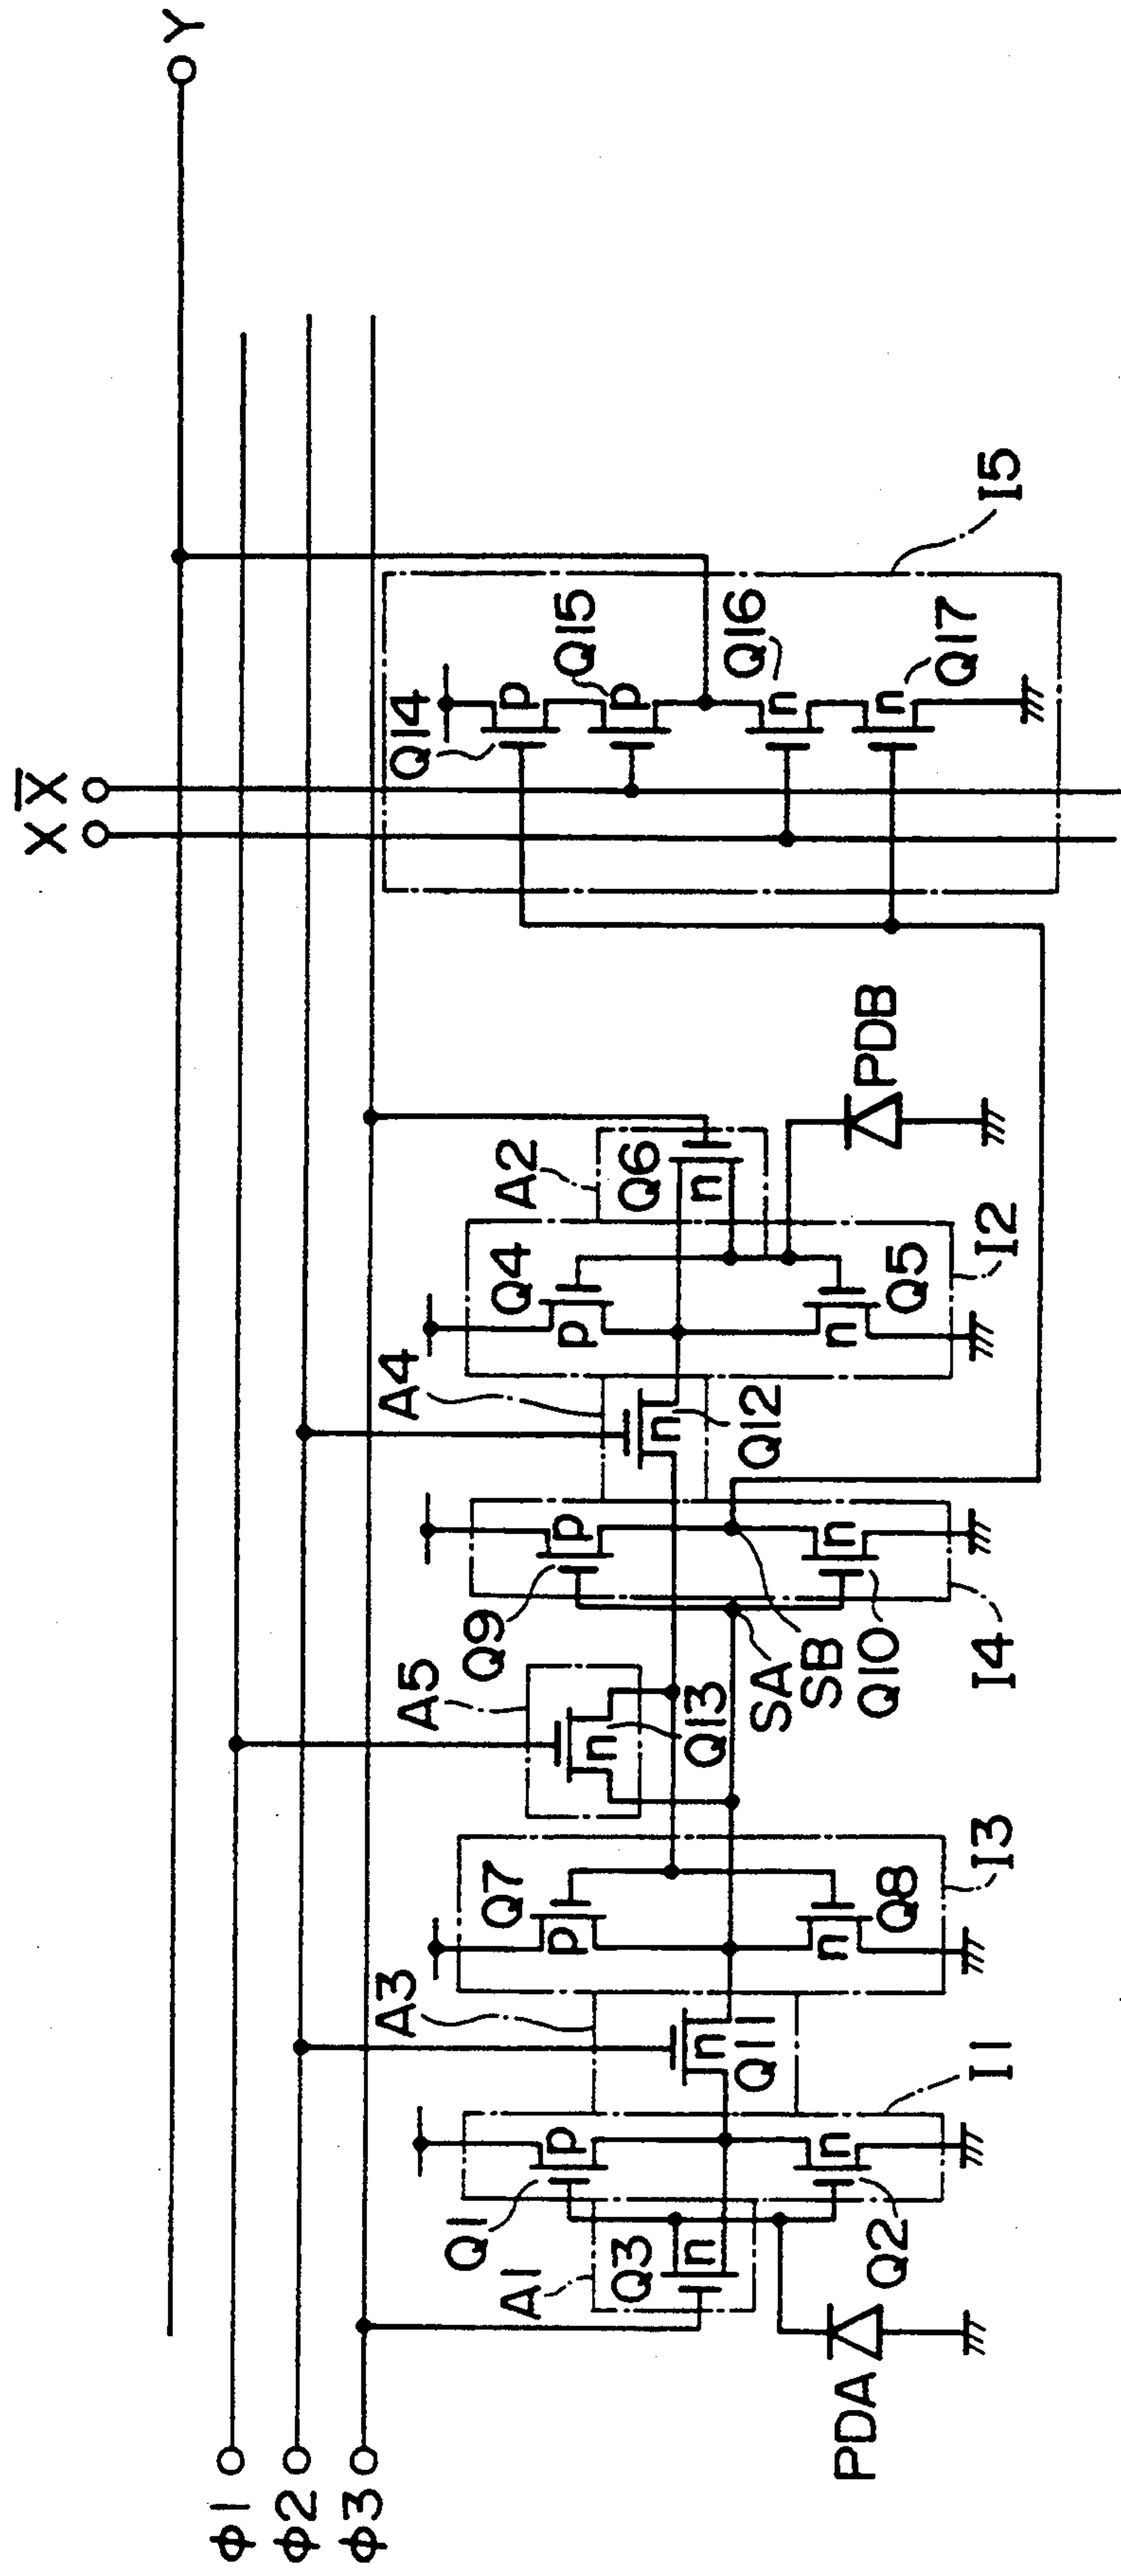 Y
X X̅
φ1
φ2
φ3
Q14
p
Q15
p
Q16
n
Q17
n
I5
A2
Q6
n
PDB
Q4
p
Q5
n
I2
A4
n
Q12
Q9
p
n
Q10
SA
SB
I4
A5
n
Q13
Q7
p
Q8
n
I3
A3
n
Q11
Q1
p
n
Q2
I1
A1
Q3
n
PDA